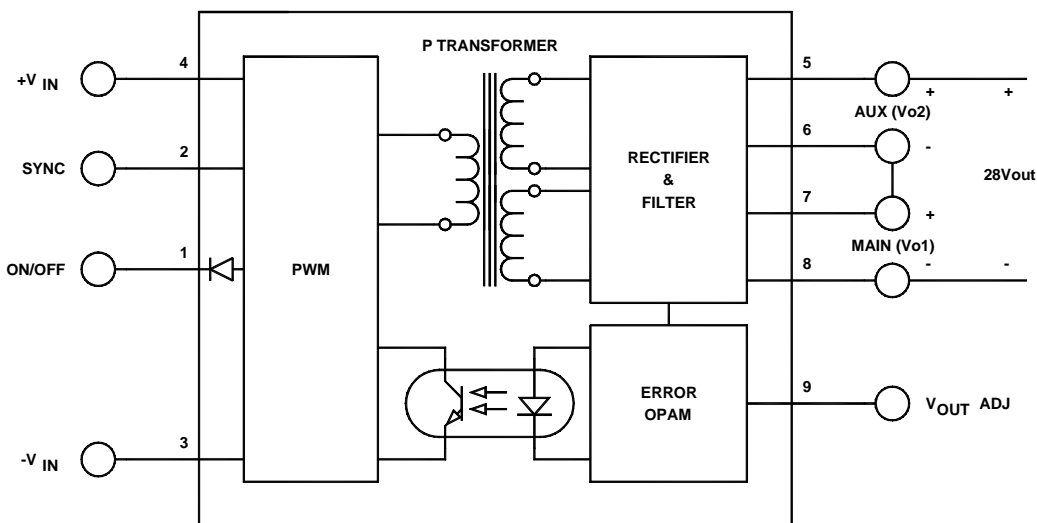 P TRANSFORMER
+V IN
4
SYNC
2
ON/OFF
1
-V IN
3
PWM
RECTIFIER
&
FILTER
ERROR
OPAM
5
+
+
AUX (Vo2)
6
-
28Vout
7
+
MAIN (Vo1)
8
-
-
9
VOUT ADJ